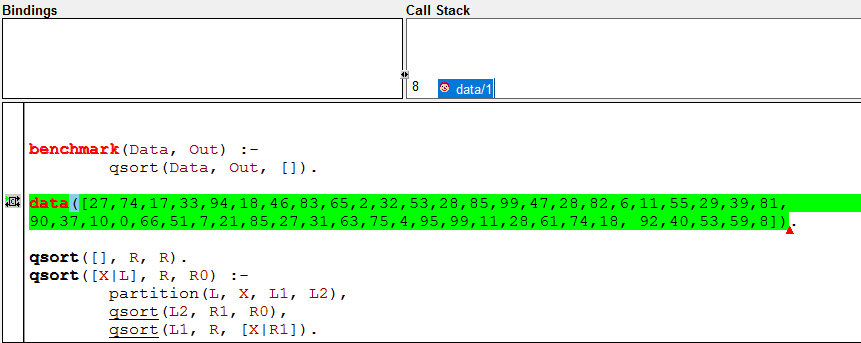 Bindings
Call Stack
8 data/1
benchmark(Data, Out) :-
qsort(Data, Out, []).
data([27,74,17,33,94,18,46,83,65,2,32,53,28,85,99,47,28,82,6,11,55,29,39,81,
90,37,10,0,66,51,7,21,85,27,31,63,75,4,95,99,11,28,61,74,18, 92,40,53,59,8]).
qsort([], R, R).
qsort([X|L], R, R0) :-
partition(L, X, L1, L2),
qsort(L2, R1, R0),
qsort(L1, R, [X|R1]).